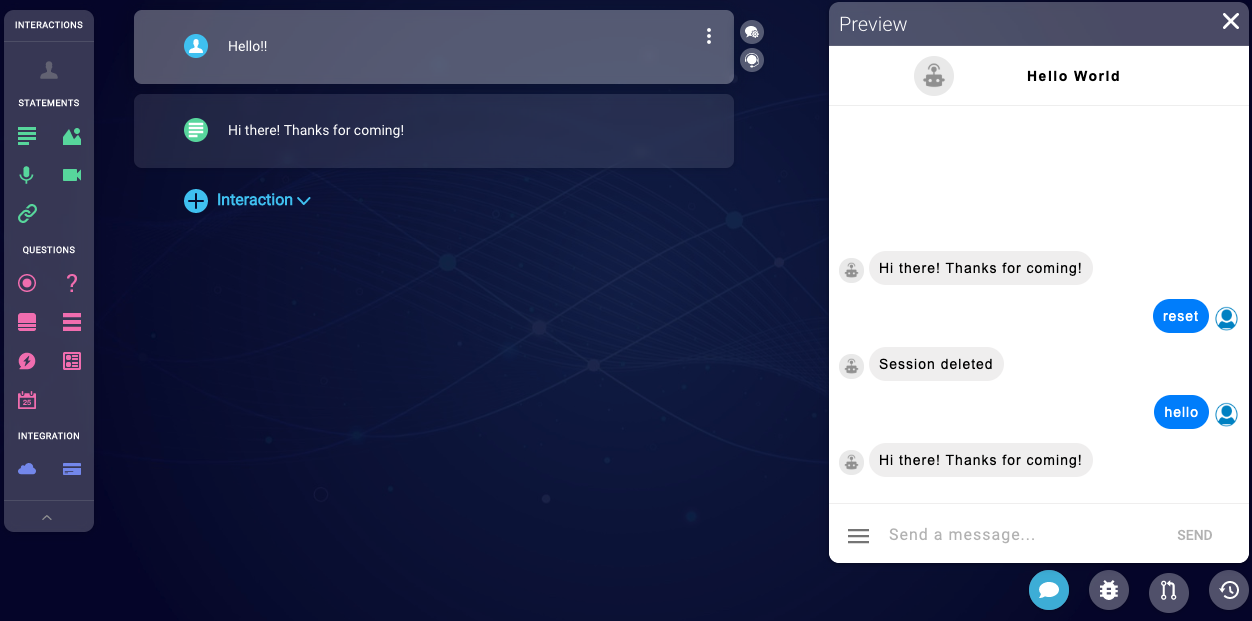 INTERACTIONS
STATEMENTS
QUESTIONS
25
INTEGRATION
Hello!!
Hi there! Thanks for coming!
Interaction
Preview
Hello World
Hi there! Thanks for coming!
reset
Session deleted
hello
Hi there! Thanks for coming!
Send a message...
SEND